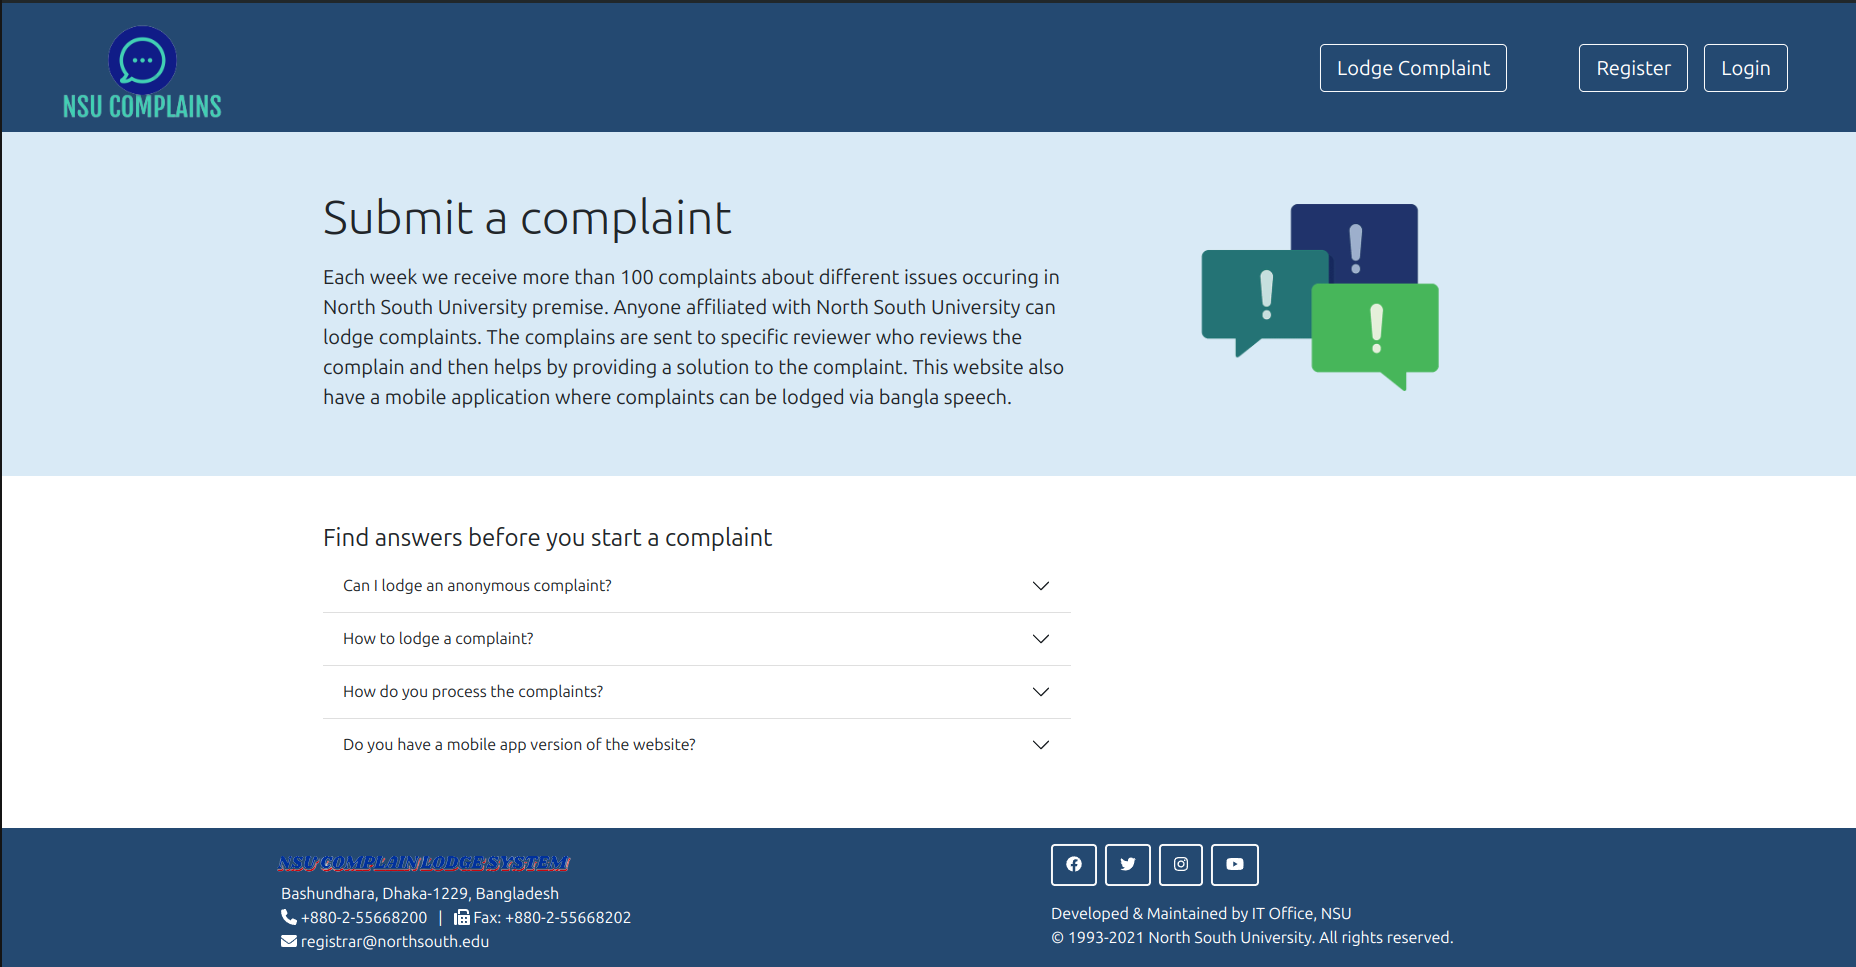 NSU COMPLAINS
Lodge Complaint
Register
Login
Submit a complaint
Each week we receive more than 100 complaints about different issues occuring in
North South University premise. Anyone affiliated with North South University can
lodge complaints. The complains are sent to specific reviewer who reviews the
complain and then helps by providing a solution to the complaint. This website also
have a mobile application where complaints can be lodged via bangla speech.
Find answers before you start a complaint
Can I lodge an anonymous complaint?
How to lodge a complaint?
How do you process the complaints?
Do you have a mobile app version of the website?
NSU COMPLAIN LODGE SYSTEM
Bashundhara, Dhaka-1229, Bangladesh
+880-2-55668200 | Fax: +880-2-55668202
registrar@northsouth.edu
Developed & Maintained by IT Office, NSU
© 1993-2021 North South University. All rights reserved.